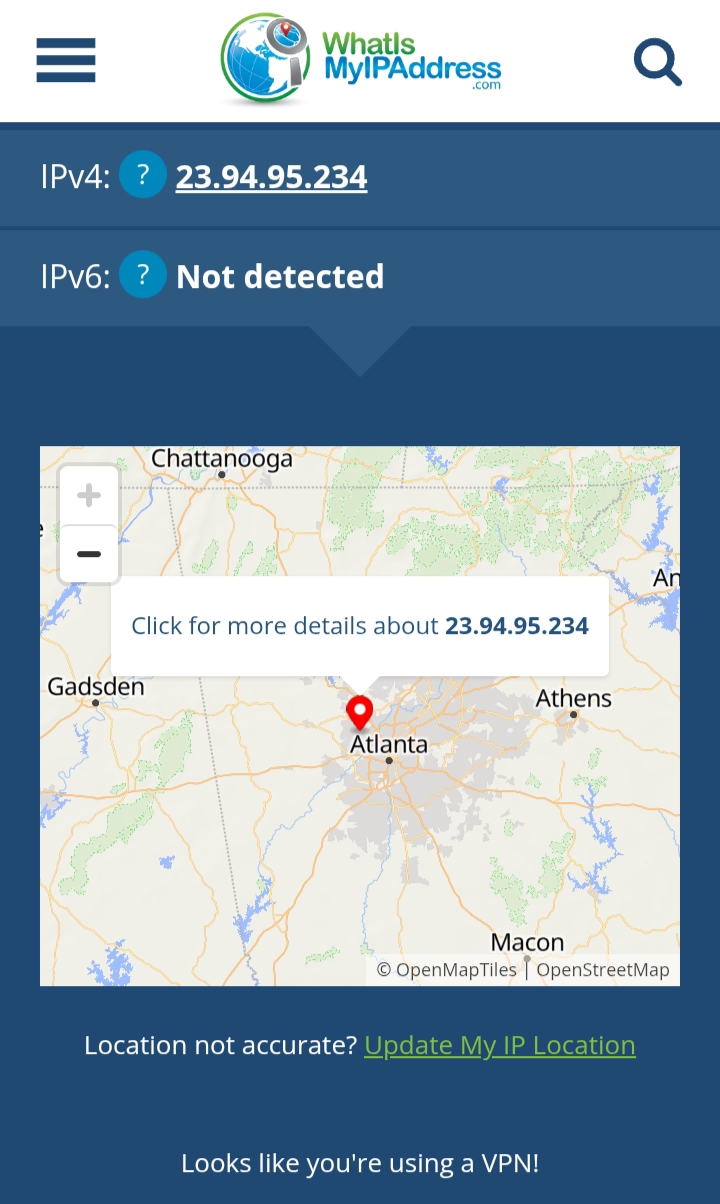 WhatIs
MyIPAddress
.com
IPv4: ? 23.94.95.234
IPv6: ? Not detected
Chattanooga
+
−
An
Click for more details about 23.94.95.234
Gadsden
Athens
Atlanta
Macon
© OpenMapTiles | OpenStreetMap
Location not accurate? Update My IP Location
Looks like you're using a VPN!